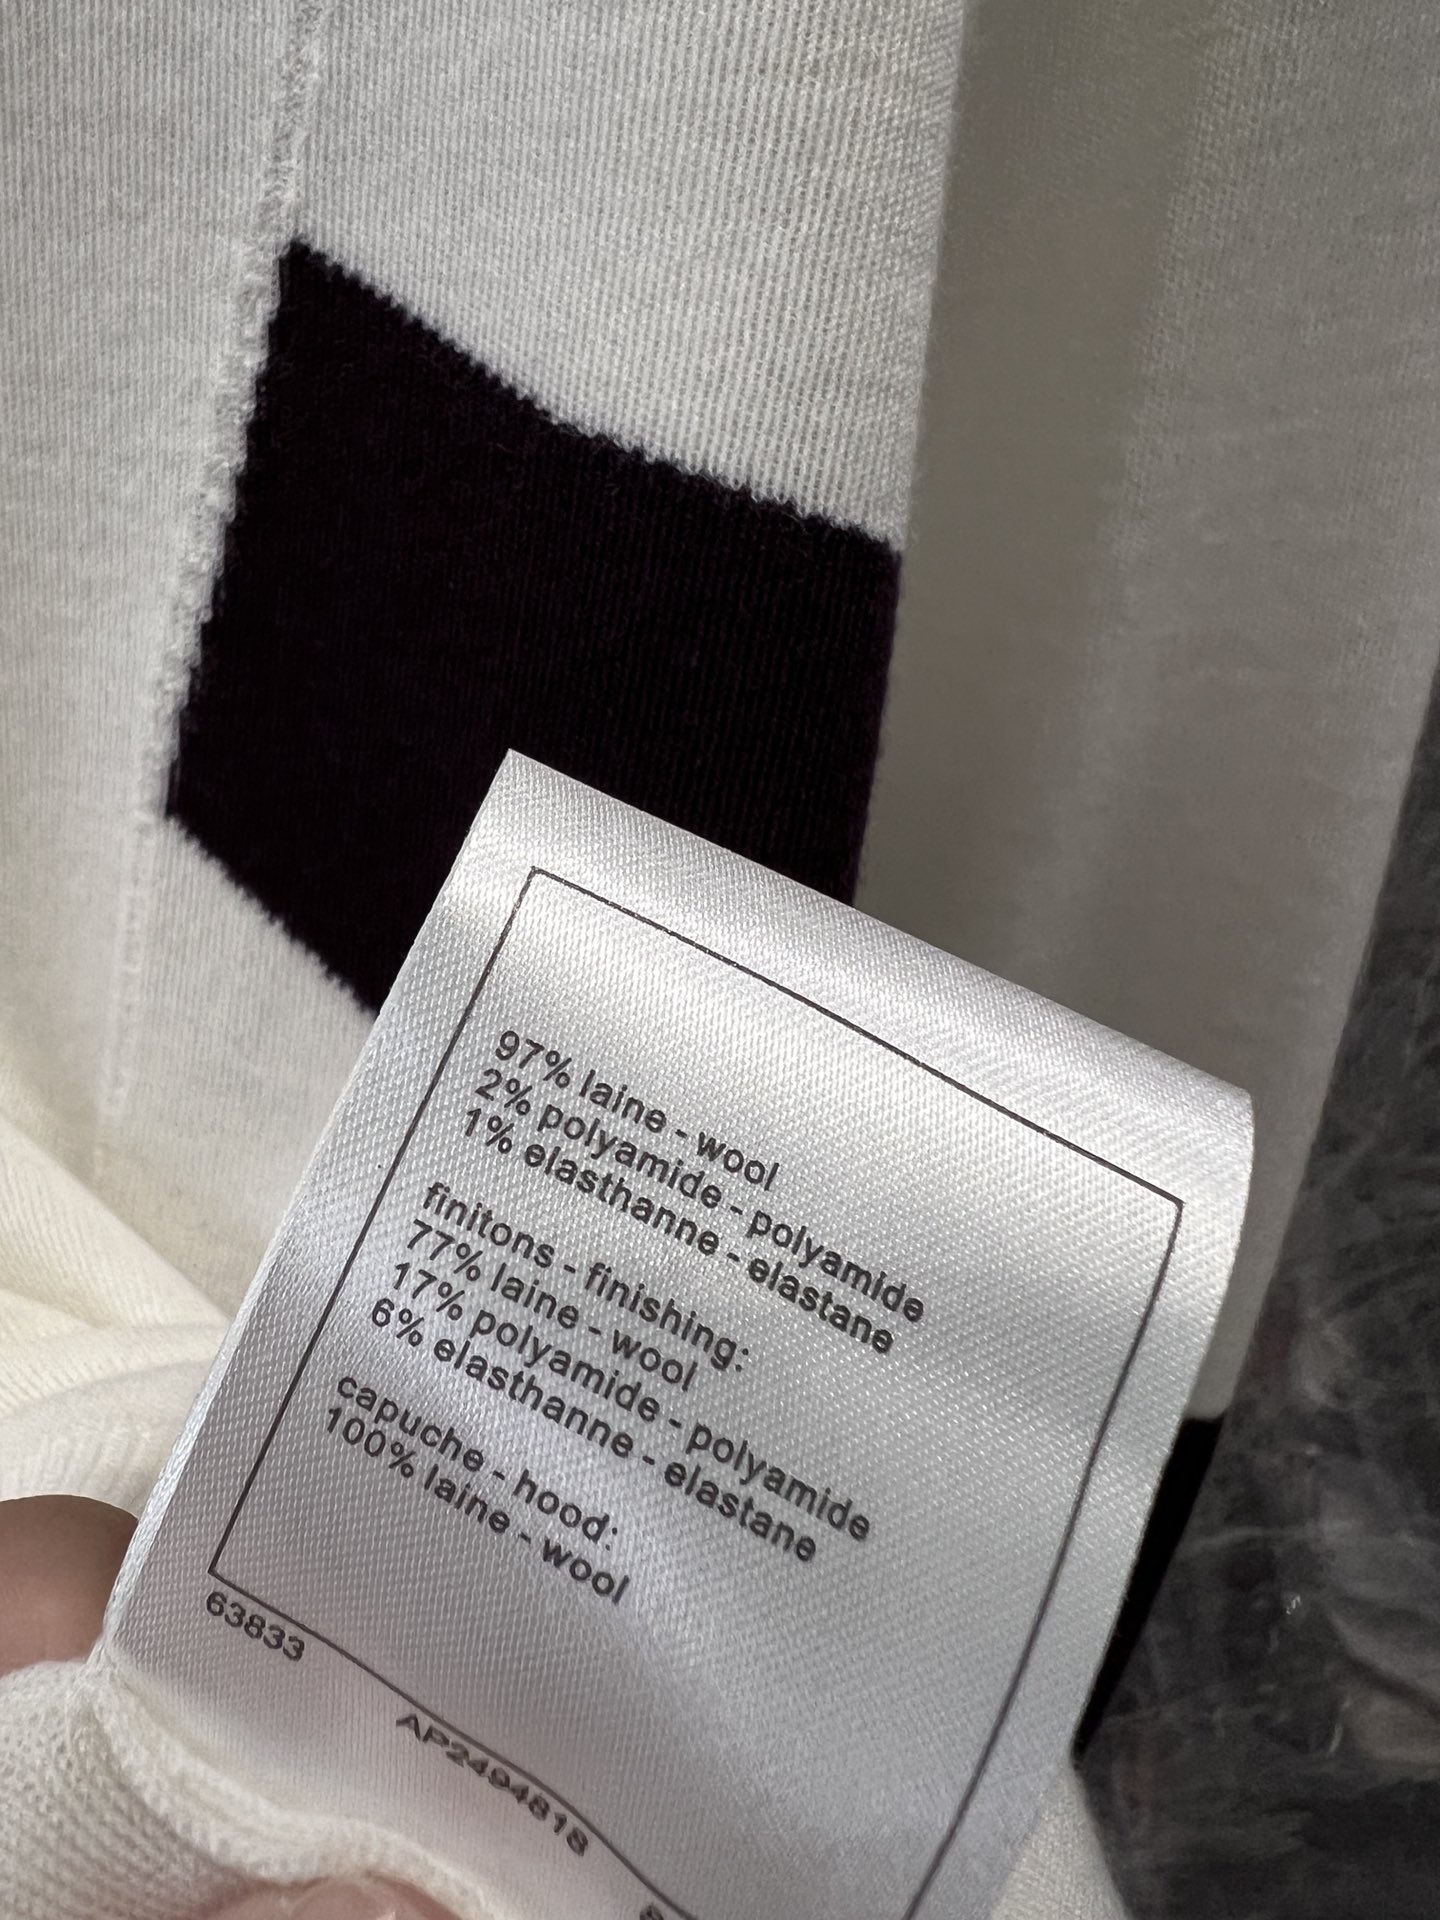 97% laine - wool
2% polyamide - polyamide
1% elasthanne - elastane
finitons - finishing:
77% laine - wool
17% polyamide - polyamide
6% elasthanne - elastane
capuche - hood:
100% laine - wool
63833
AP2494818